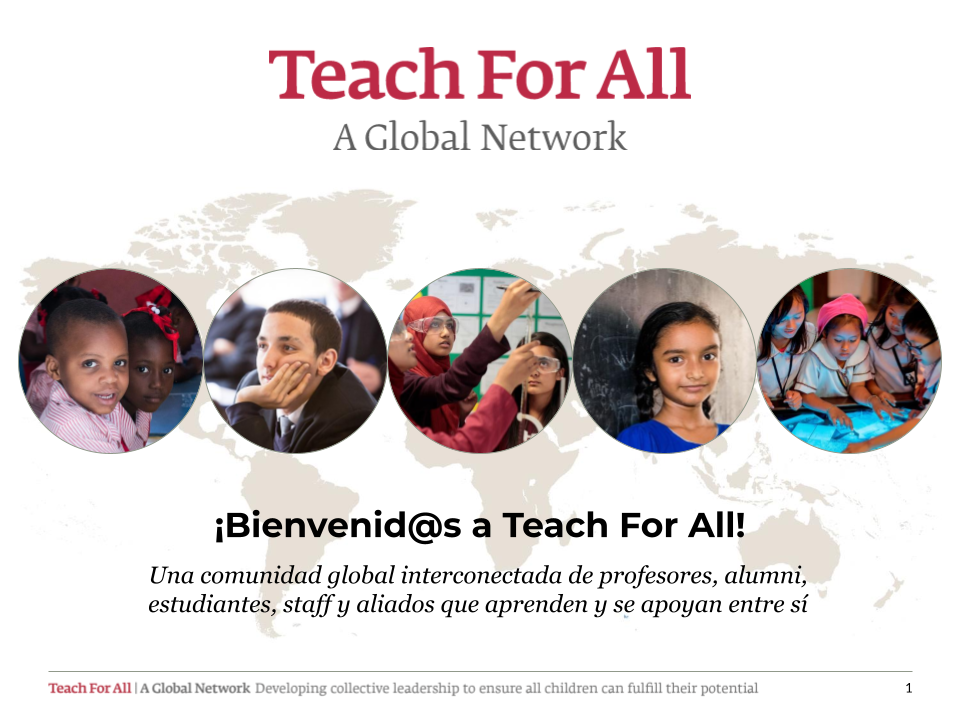 Teach For All
A Global Network
¡Bienvenid@s a Teach For All!
Una comunidad global interconectada de profesores, alumni,
estudiantes, staff y aliados que aprenden y se apoyan entre sí
Teach For All | A Global Network Developing collective leadership to ensure all children can fulfill their potential 1